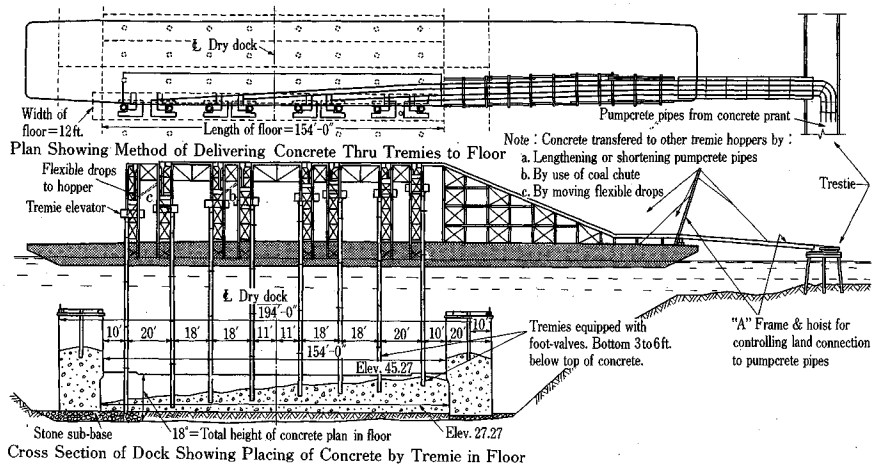 ℄ Dry dock
Width of
floor=12ft.
Length of floor=154′-0″
Pumpcrete pipes from concrete prant
Plan Showing Method of Delivering Concrete Thru Tremies to Floor
Note : Concrete transfered to other tremie hoppers by :
a. Lengthening or shortening pumpcrete pipes
b. By use of coal chute
c. By moving flexible drops
Flexible drops
to hopper
c
b
Tremie elevator
Trestie
℄ Dry dock
194′-0″
10′ 20′ 18′ 18′ 11′ 11′ 18′ 18′ 20′ 10′ 20′ 10′
154′-0″
Elev. 45.27
Tremies equipped with
foot-valves. Bottom 3 to 6 ft.
below top of concrete.
"A" Frame & hoist for
controlling land connection
to pumpcrete pipes
Stone sub-base
18″=Total height of concrete plan in floor
Elev. 27.27
Cross Section of Dock Showing Placing of Concrete by Tremie in Floor